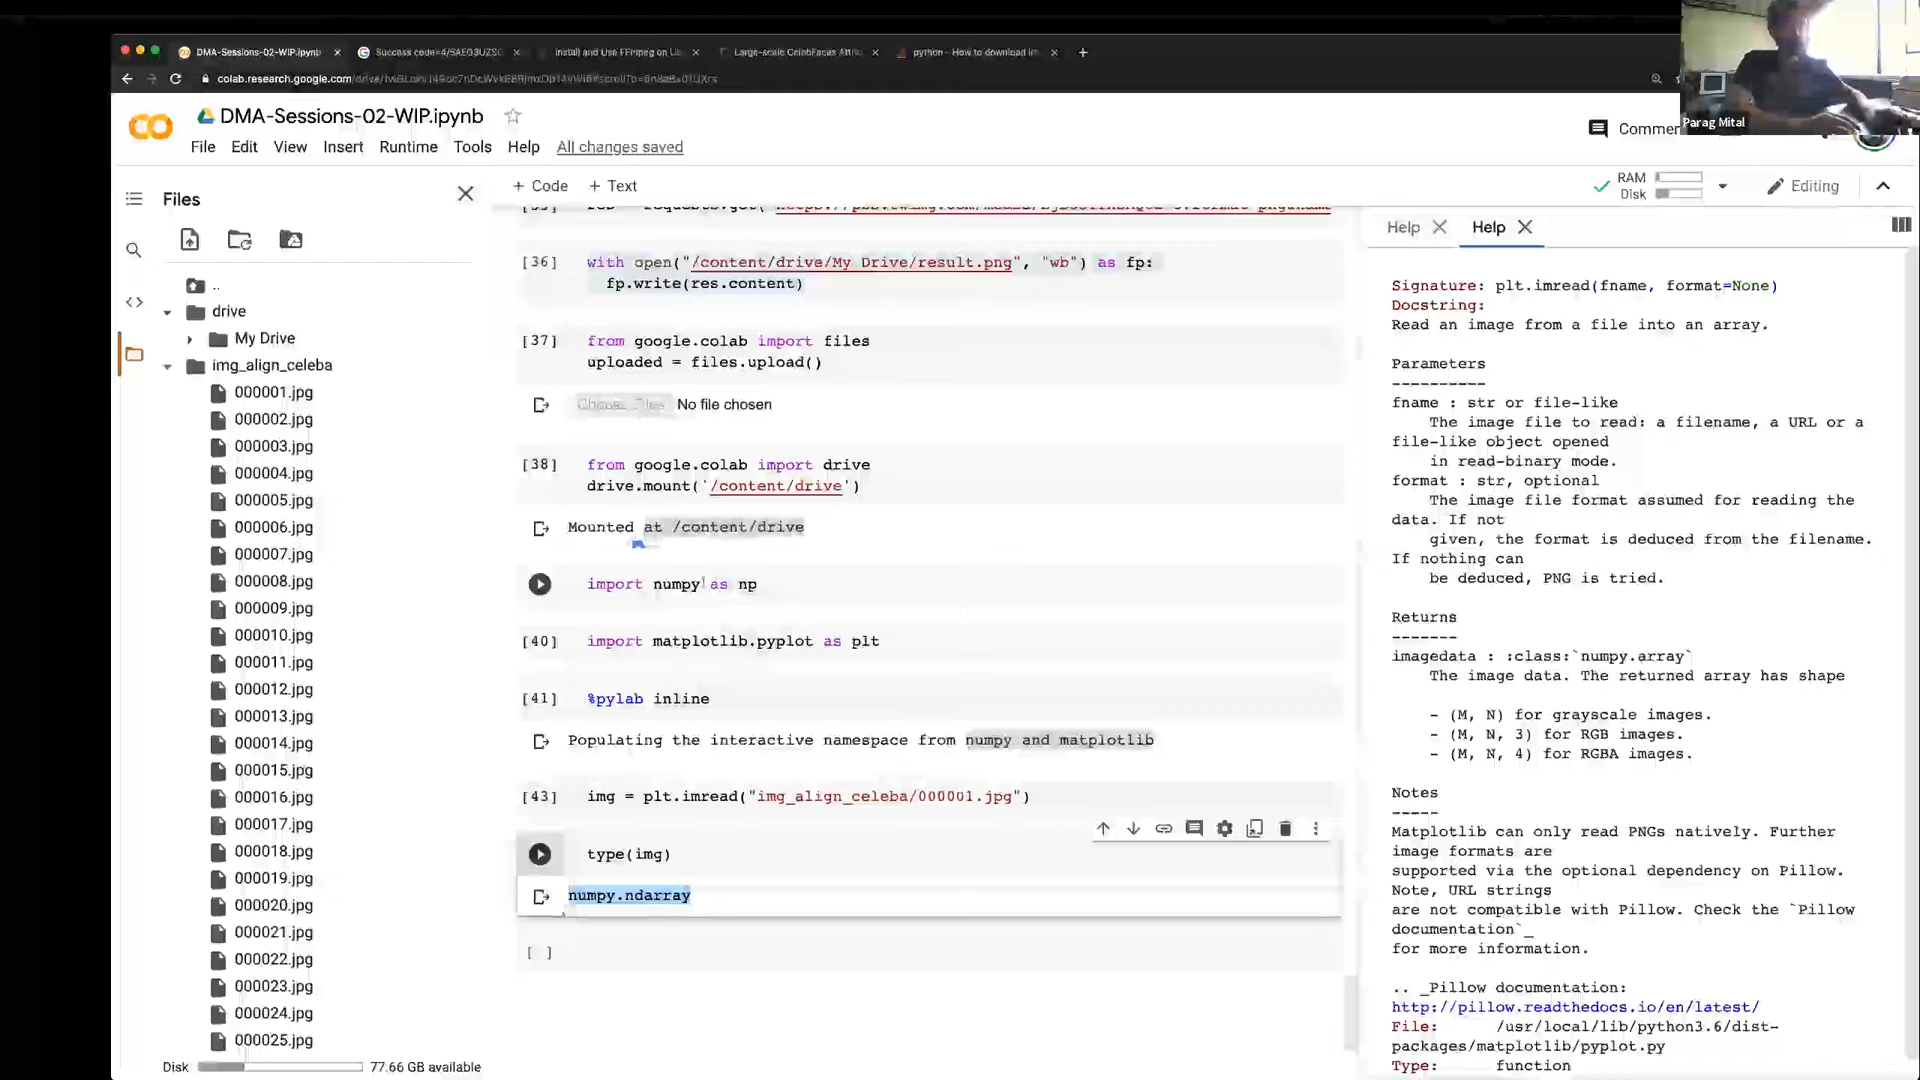 DMA-Sessions-02-WIP.ipynb
Install and Use FFmpeg on
Large-scale CelebFaces Attri
python - How to download
colab.research.google.com
Parag Mital
DMA-Sessions-02-WIP.ipynb
File Edit View Insert Runtime Tools Help All changes saved
Files
+ Code + Text
RAM
Disk
Editing
Help
Help
..
drive
My Drive
img_align_celeba
000001.jpg
000002.jpg
000003.jpg
000004.jpg
000005.jpg
000006.jpg
000007.jpg
000008.jpg
000009.jpg
000010.jpg
000011.jpg
000012.jpg
000013.jpg
000014.jpg
000015.jpg
000016.jpg
000017.jpg
000018.jpg
000019.jpg
000020.jpg
000021.jpg
000022.jpg
000023.jpg
000024.jpg
000025.jpg
Disk 77.66 GB available
[36] with open("/content/drive/My Drive/result.png", "wb") as fp:
fp.write(res.content)
[37] from google.colab import files
uploaded = files.upload()
Choose Files No file chosen
[38] from google.colab import drive
drive.mount('/content/drive')
Mounted at /content/drive
import numpy as np
[40] import matplotlib.pyplot as plt
[41] %pylab inline
Populating the interactive namespace from numpy and matplotlib
[43] img = plt.imread("img_align_celeba/000001.jpg")
type(img)
numpy.ndarray
[ ]
Signature: plt.imread(fname, format=None)
Docstring:
Read an image from a file into an array.
Parameters
----------
fname : str or file-like
The image file to read: a filename, a URL or a
file-like object opened
in read-binary mode.
format : str, optional
The image file format assumed for reading the
data. If not
given, the format is deduced from the filename.
If nothing can
be deduced, PNG is tried.
Returns
-------
imagedata : :class:`numpy.array`
The image data. The returned array has shape
- (M, N) for grayscale images.
- (M, N, 3) for RGB images.
- (M, N, 4) for RGBA images.
Notes
-----
Matplotlib can only read PNGs natively. Further
image formats are
supported via the optional dependency on Pillow.
Note, URL strings
are not compatible with Pillow. Check the `Pillow
documentation`_
for more information.
.. _Pillow documentation:
http://pillow.readthedocs.io/en/latest/
File: /usr/local/lib/python3.6/dist-
packages/matplotlib/pyplot.py
Type: function